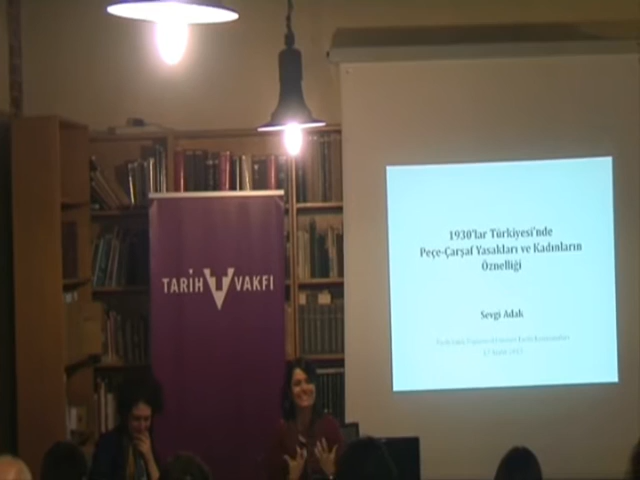 TARİH VAKFI
1930'lar Türkiyesi'nde
Peçe-Çarşaf Yasakları ve Kadınların
Öznelliği
Sevgi Adak